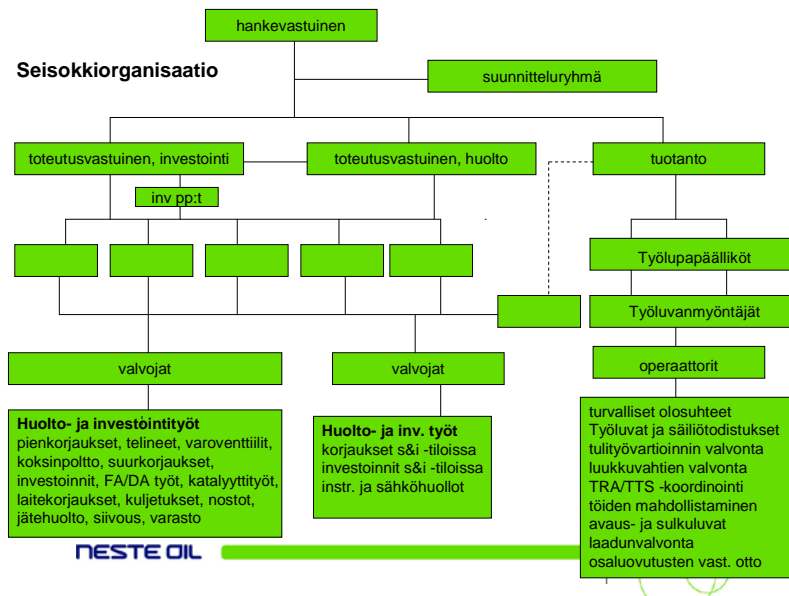 hankevastuinen
Seisokkiorganisaatio
suunnitteluryhmä
toteutusvastuinen, investointi
toteutusvastuinen, huolto
tuotanto
inv pp:t
Työlupapäälliköt
Työluvanmyöntäjät
valvojat
valvojat
operaattorit
Huolto- ja investointityöt
pienkorjaukset, telineet, varoventtiilit,
koksinpoltto, suurkorjaukset,
investoinnit, FA/DA työt, katalyyttityöt,
laitekorjaukset, kuljetukset, nostot,
jätehuolto, siivous, varasto
Huolto- ja inv. työt
korjaukset s&i -tiloissa
investoinnit s&i -tiloissa
instr. ja sähköhuollot
turvalliset olosuhteet
Työluvat ja säiliötodistukset
tulityövartioinnin valvonta
luukkuvahtien valvonta
TRA/TTS -koordinointi
töiden mahdollistaminen
avaus- ja sulkuluvat
laadunvalvonta
osaluovutusten vast. otto
NESTE OIL